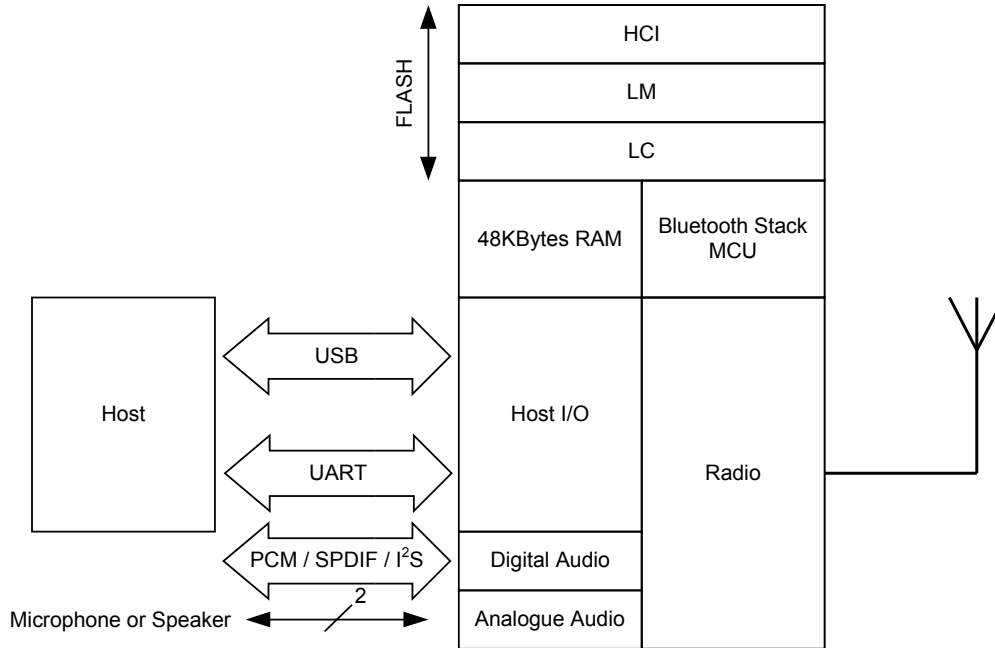 HCI
FLASH
LM
LC
48KBytes RAM
Bluetooth Stack
MCU
USB
Host
Host I/O
UART
Radio
PCM / SPDIF / I²S
Digital Audio
2
Microphone or Speaker
Analogue Audio